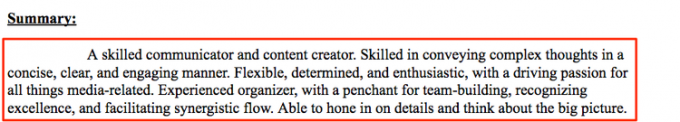 Summary:
A skilled communicator and content creator. Skilled in conveying complex thoughts in a
concise, clear, and engaging manner. Flexible, determined, and enthusiastic, with a driving passion for
all things media-related. Experienced organizer, with a penchant for team-building, recognizing
excellence, and facilitating synergistic flow. Able to hone in on details and think about the big picture.